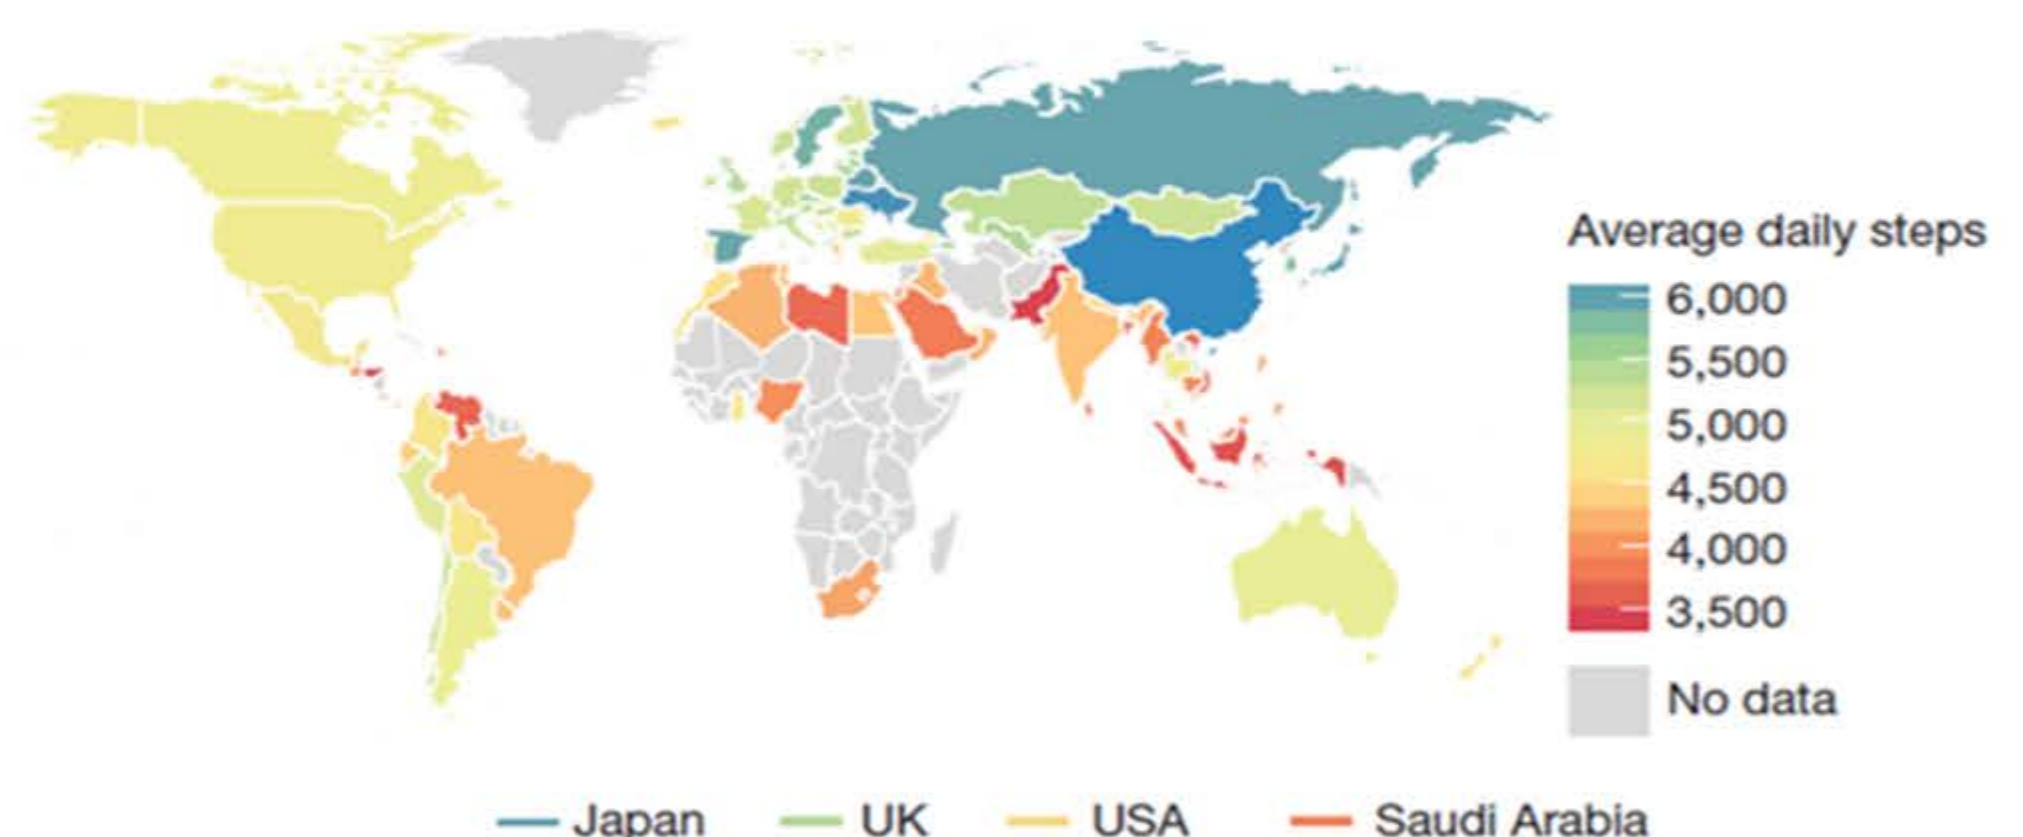 Average daily steps
6,000
5,500
5,000
4,500
4,000
3,500
No data
Japan UK USA Saudi Arabia